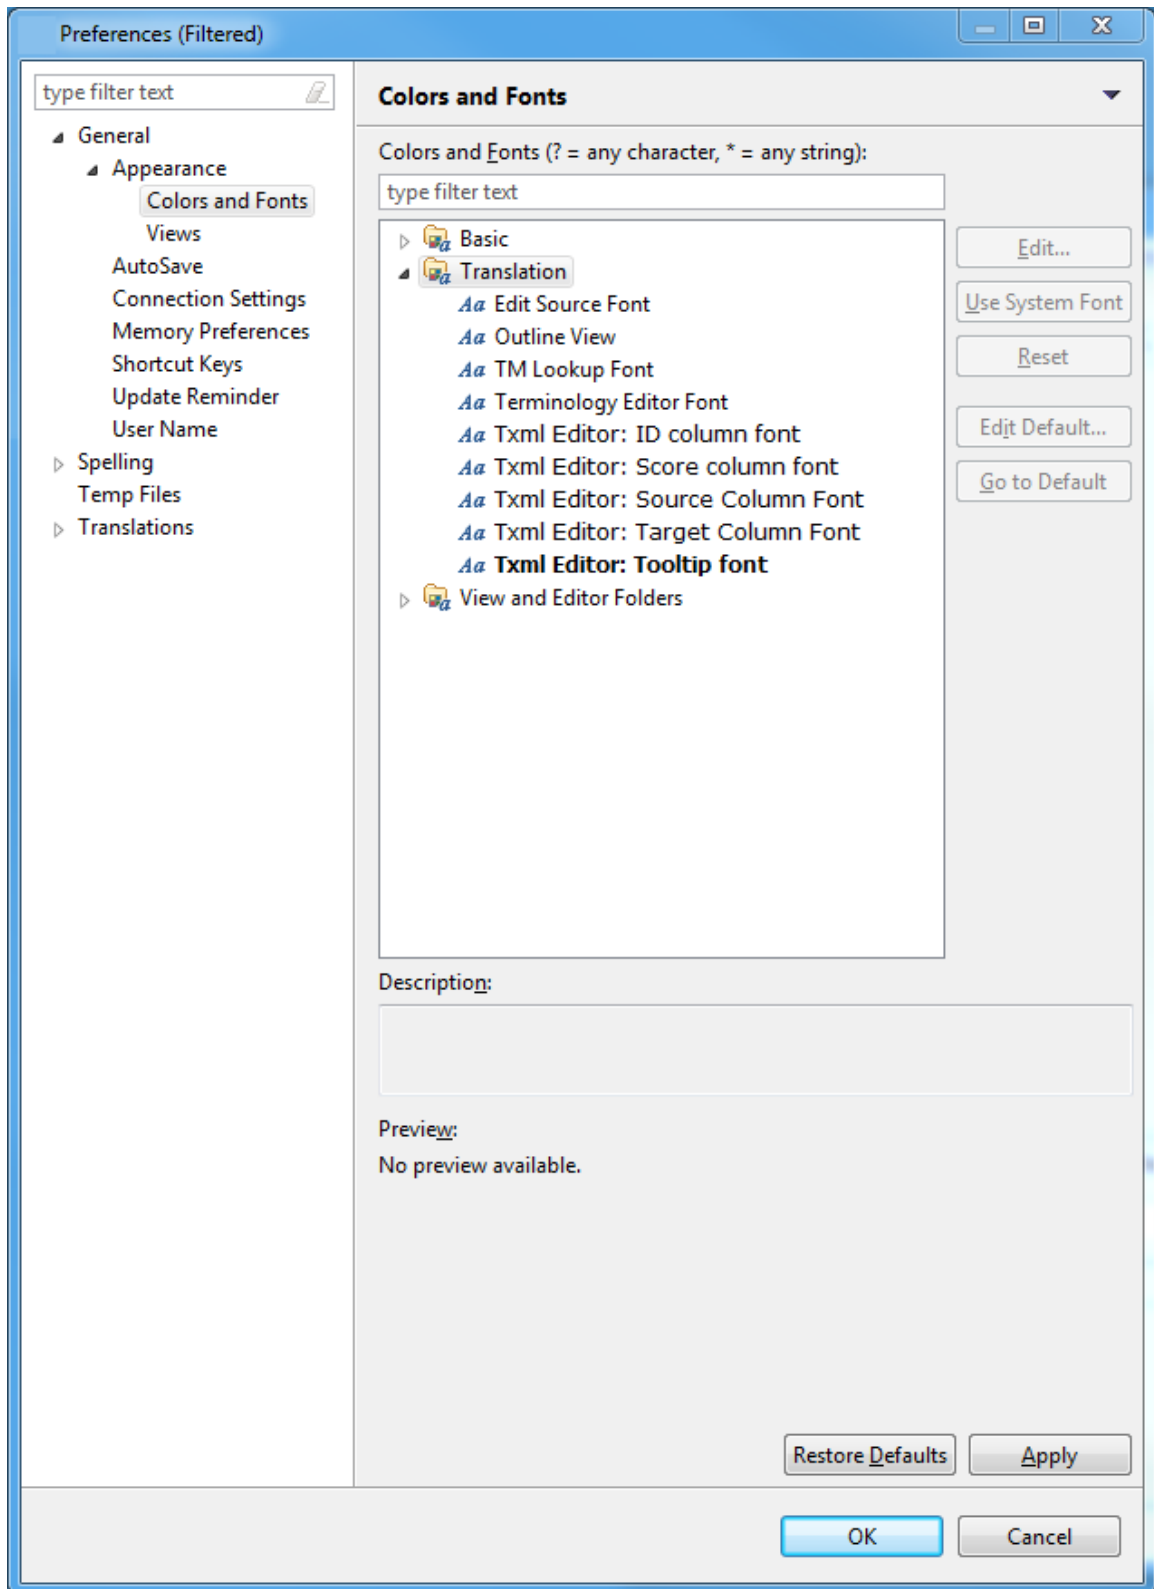 Preferences (Filtered)
type filter text
General
Appearance
Colors and Fonts
Views
AutoSave
Connection Settings
Memory Preferences
Shortcut Keys
Update Reminder
User Name
Spelling
Temp Files
Translations
Colors and Fonts
Colors and Fonts (? = any character, * = any string):
type filter text
Basic
Translation
Aa Edit Source Font
Aa Outline View
Aa TM Lookup Font
Aa Terminology Editor Font
Aa Txml Editor: ID column font
Aa Txml Editor: Score column font
Aa Txml Editor: Source Column Font
Aa Txml Editor: Target Column Font
Aa Txml Editor: Tooltip font
View and Editor Folders
Edit...
Use System Font
Reset
Edit Default...
Go to Default
Description:
Preview:
No preview available.
Restore Defaults
Apply
OK
Cancel